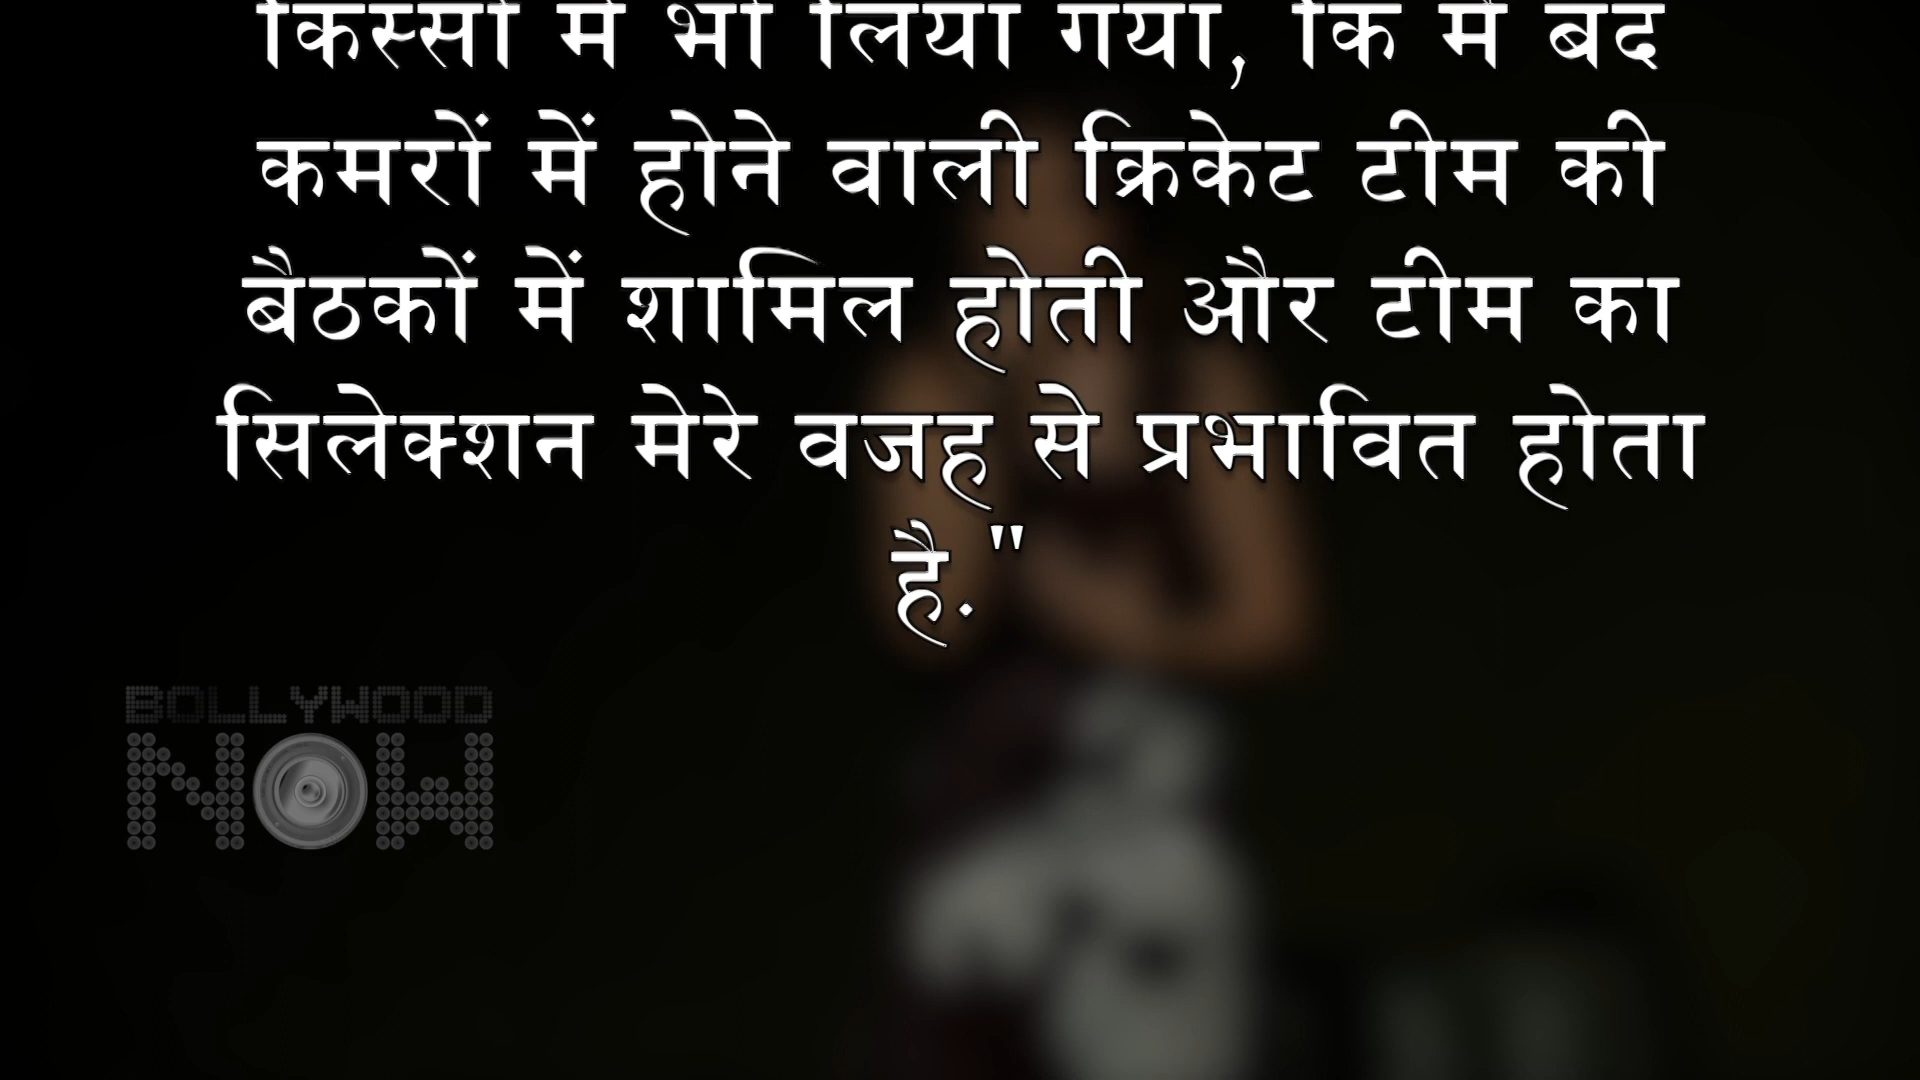 किस्सों में भी लिया गया, कि मैं बंद
कमरों में होने वाली क्रिकेट टीम की
बैठकों में शामिल होती और टीम का
सिलेक्शन मेरे वजह से प्रभावित होता
है."
BOLLYWOOD
NOW